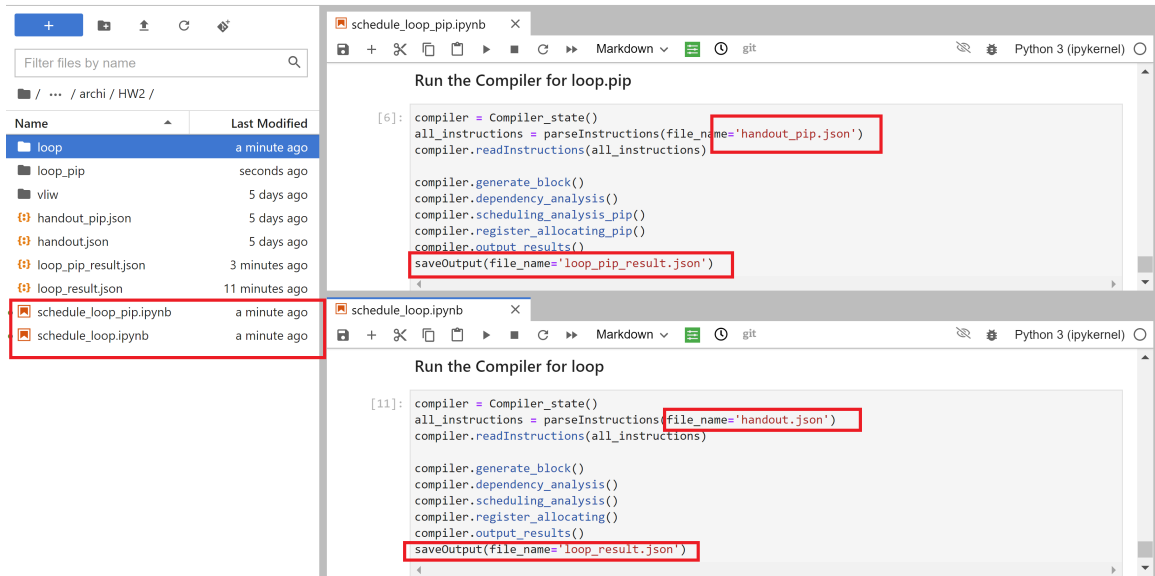 +
Filter files by name
/ ··· / archi / HW2 /
Name Last Modified
loop a minute ago
loop_pip seconds ago
vliw 5 days ago
handout_pip.json 5 days ago
handout.json 5 days ago
loop_pip_result.json 3 minutes ago
loop_result.json 11 minutes ago
schedule_loop_pip.ipynb a minute ago
schedule_loop.ipynb a minute ago
schedule_loop_pip.ipynb
Markdown git Python 3 (ipykernel)
Run the Compiler for loop.pip
[6]: compiler = Compiler_state()
all_instructions = parseInstructions(file_name='handout_pip.json')
compiler.readInstructions(all_instructions)
compiler.generate_block()
compiler.dependency_analysis()
compiler.scheduling_analysis_pip()
compiler.register_allocating_pip()
compiler.output_results()
saveOutput(file_name='loop_pip_result.json')
schedule_loop.ipynb
Markdown git Python 3 (ipykernel)
Run the Compiler for loop
[11]: compiler = Compiler_state()
all_instructions = parseInstructions(file_name='handout.json')
compiler.readInstructions(all_instructions)
compiler.generate_block()
compiler.dependency_analysis()
compiler.scheduling_analysis()
compiler.register_allocating()
compiler.output_results()
saveOutput(file_name='loop_result.json')